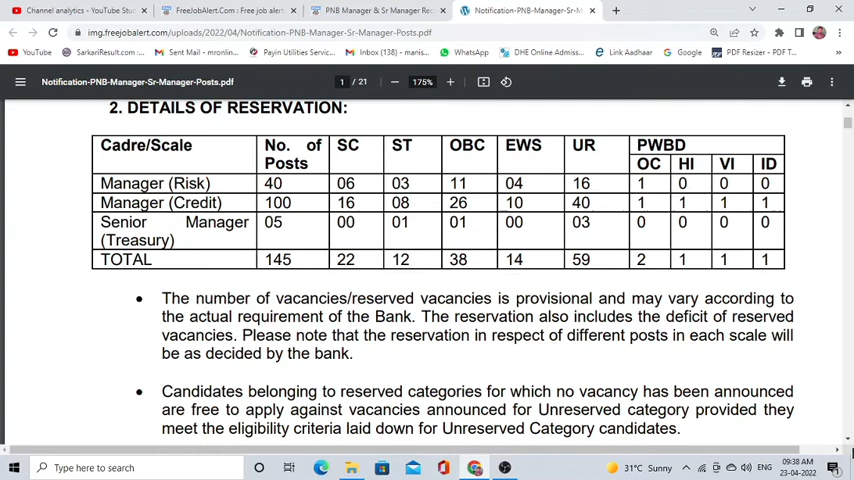 Channel analytics - YouTube Stu
FreeJobAlert.Com : Free job alert
PNB Manager & Sr Manager Rec
Notification-PNB-Manager-Sr-M
img.freejobalert.com/uploads/2022/04/Notification-PNB-Manager-Sr-Manager-Posts.pdf
YouTube SarkariResult.com : Sent Mail - mronlin... Payin Utilities Servic... Inbox (138) - manis... WhatsApp DHE Online Admiss... Link Aadhaar Google PDF Resizer T...
Notification-PNB-Manager-Sr-Manager-Posts.pdf 1 / 21 175%
2. DETAILS OF RESERVATION:
Cadre/Scale No. of Posts SC ST OBC EWS UR PWBD
OC HI VI ID
Manager (Risk) 40 06 03 11 04 16 1 0 0 0
Manager (Credit) 100 16 08 26 10 40 1 1 1 1
Senior Manager (Treasury) 05 00 01 01 00 03 0 0 0 0
TOTAL 145 22 12 38 14 59 2 1 1 1
• The number of vacancies/reserved vacancies is provisional and may vary according to
the actual requirement of the Bank. The reservation also includes the deficit of reserved
vacancies. Please note that the reservation in respect of different posts in each scale will
be as decided by the bank.
• Candidates belonging to reserved categories for which no vacancy has been announced
are free to apply against vacancies announced for Unreserved category provided they
meet the eligibility criteria laid down for Unreserved Category candidates.
Type here to search
31°C Sunny
ENG
09:38 AM
23-04-2022